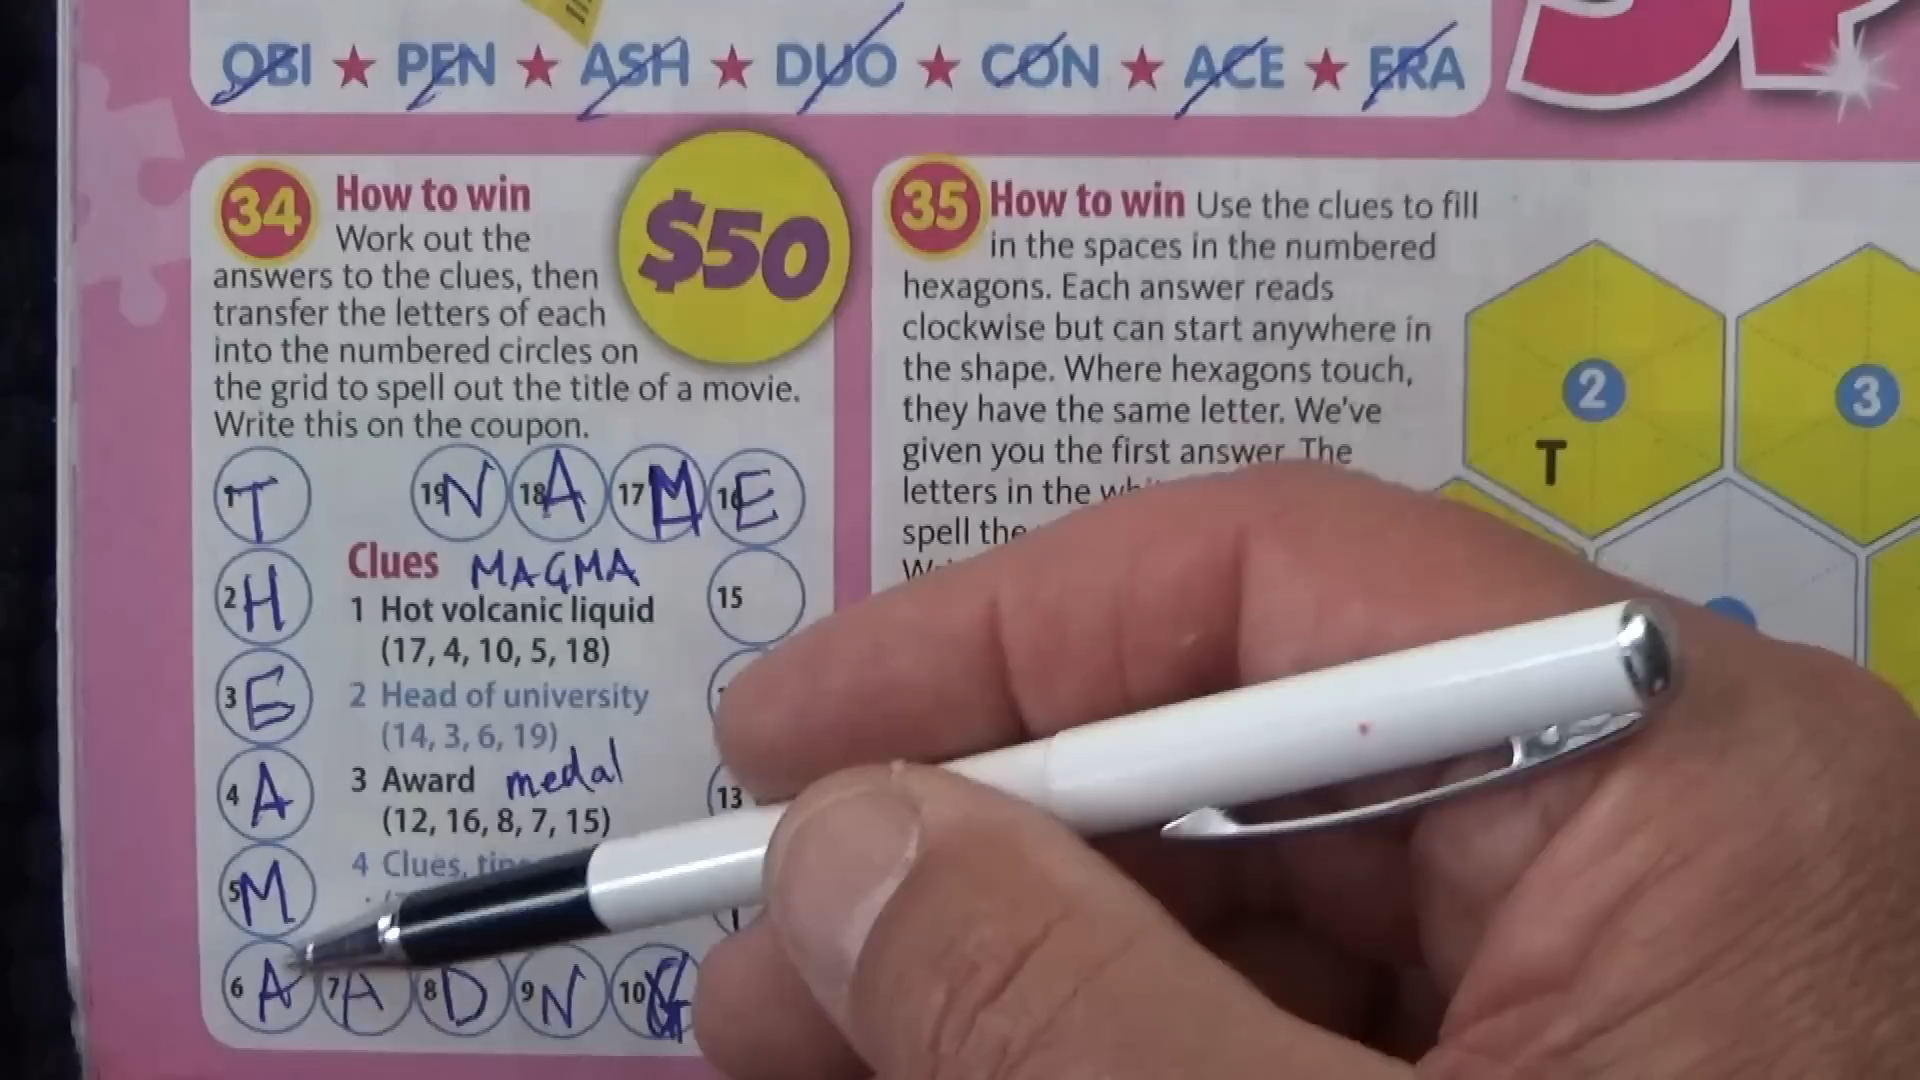 OBI ★ PEN ★ ASH ★ DUO ★ CON ★ ACE ★ ERA
34 How to win
Work out the
answers to the clues, then
transfer the letters of each
into the numbered circles on
the grid to spell out the title of a movie.
Write this on the coupon.
$50
1 T 19 N 18 A 17 M 16 E
Clues MAGMA
2 H 1 Hot volcanic liquid 15
(17, 4, 10, 5, 18)
3 E 2 Head of university
(14, 3, 6, 19)
4 A 3 Award medal 13
(12, 16, 8, 7, 15)
4 Clues,
5 M
6 A 7 A 8 D 9 N 10 G
35 How to win Use the clues to fill
in the spaces in the numbered
hexagons. Each answer reads
clockwise but can start anywhere in
the shape. Where hexagons touch,
they have the same letter. We've
given you the first answer. The
letters in the
spell the
2
T
3